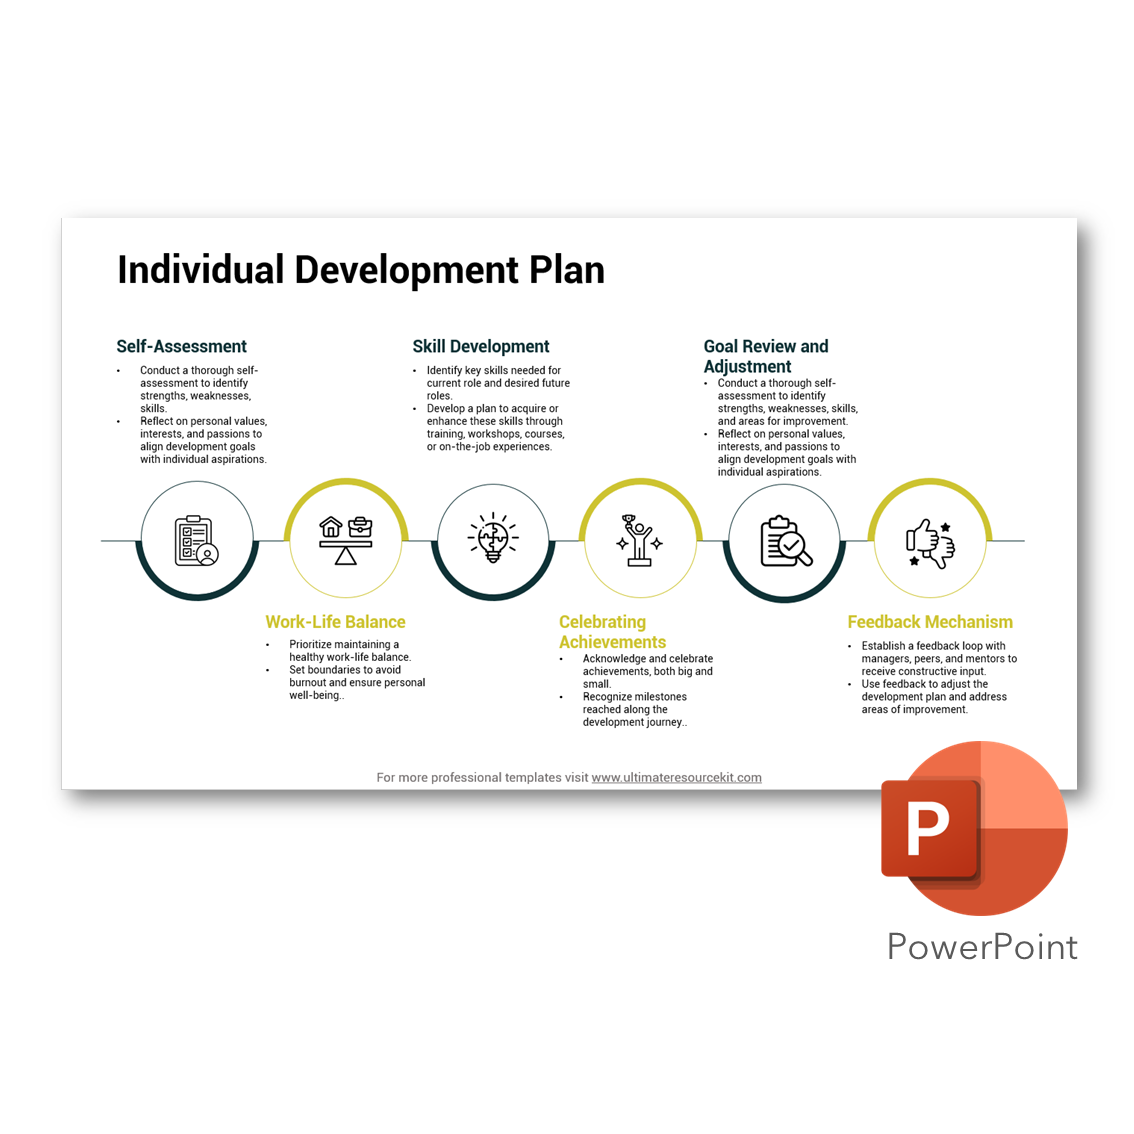 Individual Development Plan
Self-Assessment
• Conduct a thorough self-
assessment to identify
strengths, weaknesses,
skills.
• Reflect on personal values,
interests, and passions to
align development goals
with individual aspirations.
Skill Development
• Identify key skills needed for
current role and desired future
roles.
• Develop a plan to acquire or
enhance these skills through
training, workshops, courses,
or on-the-job experiences.
Goal Review and
Adjustment
• Conduct a thorough self-
assessment to identify
strengths, weaknesses, skills,
and areas for improvement.
• Reflect on personal values,
interests, and passions to
align development goals with
individual aspirations.
Work-Life Balance
• Prioritize maintaining a
healthy work-life balance.
• Set boundaries to avoid
burnout and ensure personal
well-being..
Celebrating
Achievements
• Acknowledge and celebrate
achievements, both big and
small.
• Recognize milestones
reached along the
development journey..
Feedback Mechanism
• Establish a feedback loop with
managers, peers, and mentors to
receive constructive input.
• Use feedback to adjust the
development plan and address
areas of improvement.
For more professional templates visit www.ultimateresourcekit.com
P
PowerPoint